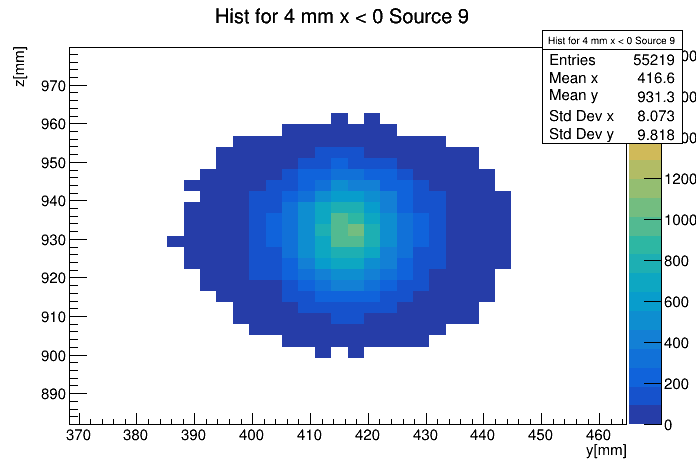 Hist for 4 mm x < 0 Source 9
Hist for 4 mm x < 0 Source 9
Entries 55219
Mean x 416.6
Mean y 931.3
Std Dev x 8.073
Std Dev y 9.818
z[mm]
970
960
950
940
930
920
910
900
890
370 380 390 400 410 420 430 440 450 460
y[mm]
1200
1000
800
600
400
200
0